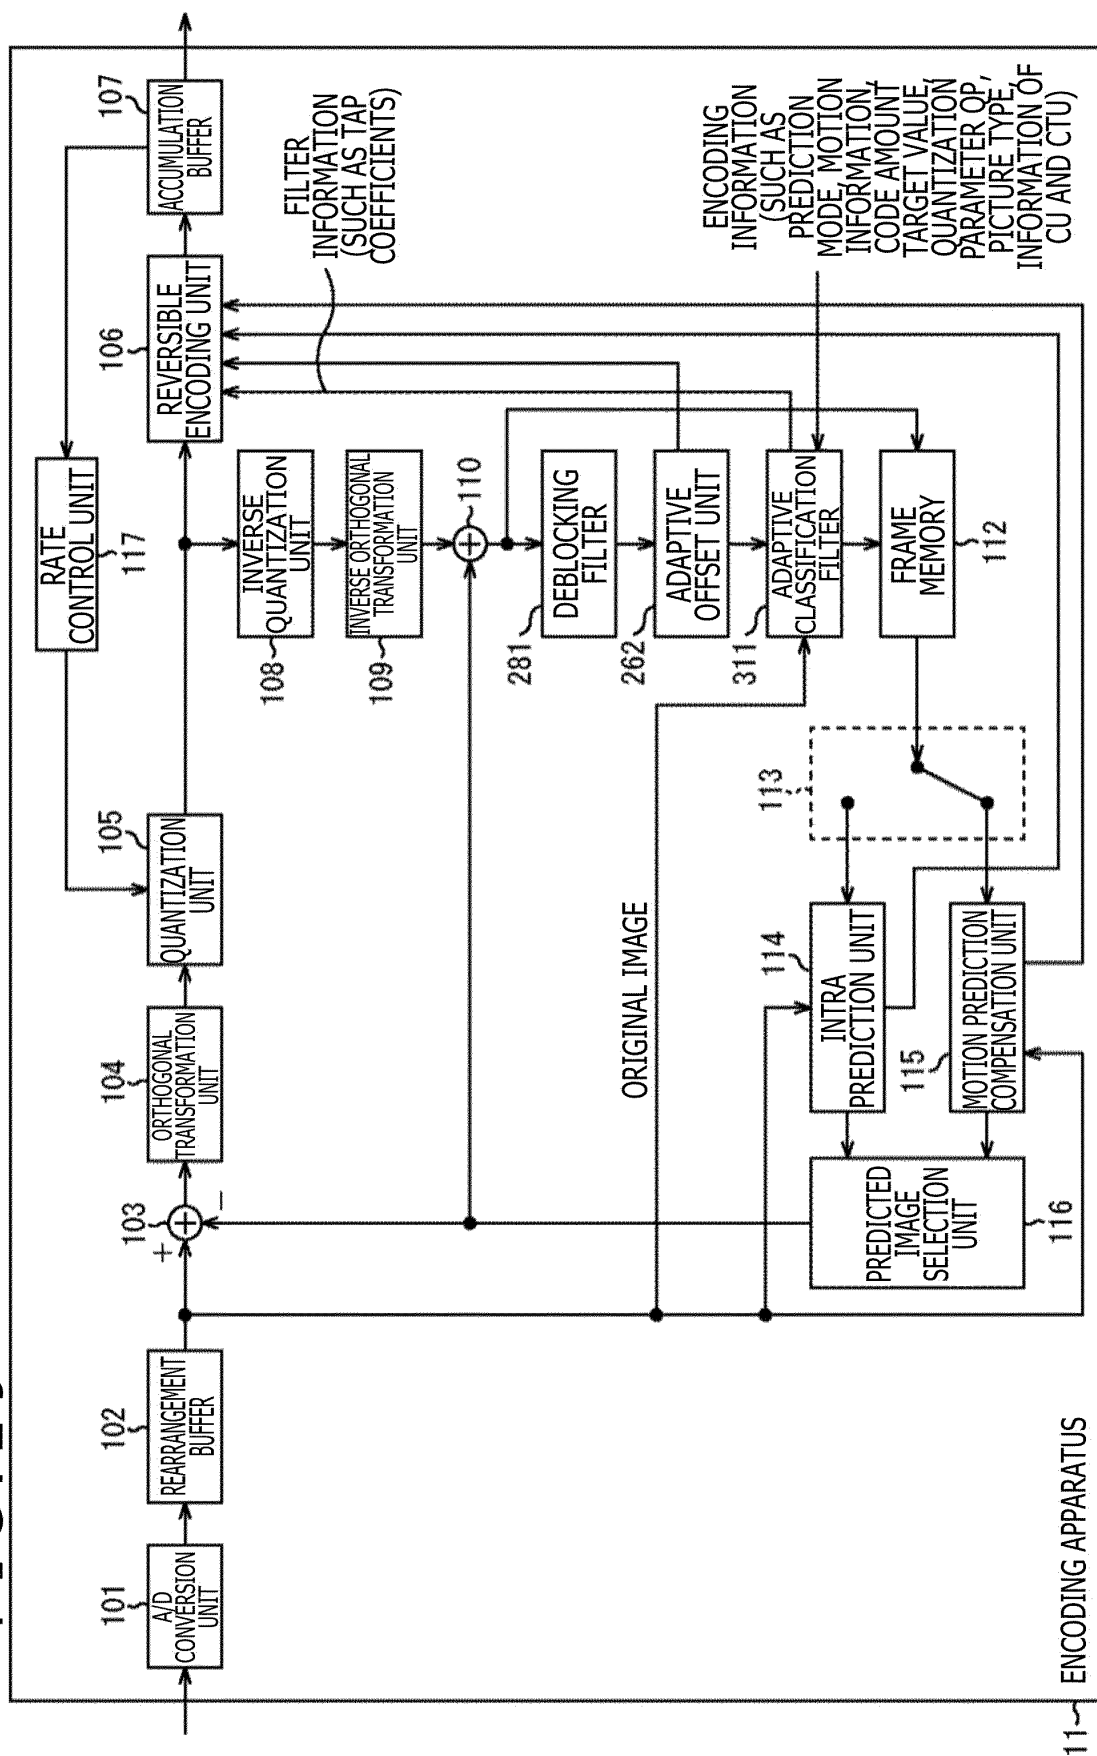 107
ACCUMULATION
BUFFER
FILTER
INFORMATION
(SUCH AS TAP
COEFFICIENTS)
ENCODING
INFORMATION
(SUCH AS
PREDICTION
MODE, MOTION
INFORMATION,
CODE AMOUNT
TARGET VALUE,
QUANTIZATION
PARAMETER QP,
PICTURE TYPE,
INFORMATION OF
CU AND CTU)
106
REVERSIBLE
ENCODING UNIT
RATE
CONTROL UNIT
117
INVERSE
QUANTIZATION
UNIT
108
INVERSE ORTHOGONAL
TRANSFORMATION
UNIT
109
+
110
DEBLOCKING
FILTER
281
ADAPTIVE
OFFSET UNIT
262
ADAPTIVE
CLASSIFICATION
FILTER
311
FRAME
MEMORY
112
105
QUANTIZATION
UNIT
113
104
ORTHOGONAL
TRANSFORMATION
UNIT
ORIGINAL IMAGE
114
INTRA
PREDICTION UNIT
115
MOTION PREDICTION
COMPENSATION UNIT
103
+
+
−
PREDICTED
IMAGE
SELECTION
UNIT
116
102
REARRANGEMENT
BUFFER
101
A/D
CONVERSION
UNIT
11
ENCODING APPARATUS